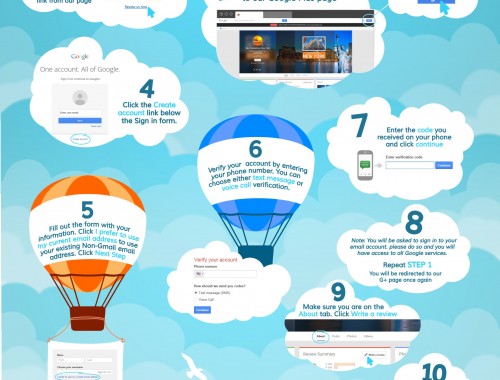 link from our page
to our Google Plus page
Google
One account. All of Google.
4
Click the Create
account link below
the Sign in form.
5
Fill out the form with your
information. Click I prefer to use
my current email address to use
your existing Non-Gmail email
address. Click Next Step
6
Verify your account by entering
your phone number. You can
choose either text message or
voice call verification.
Verify your account
Phone number
How should we send you codes?
Text message (SMS)
Voice Call
Continue
7
Enter the code you
received on your phone
and click continue
Enter verification code
Continue
8
Note: You will be asked to sign in to your
email account, please do so and you will
have access to all Google services.
Repeat STEP 1
You will be redirected to our
G+ page once again
9
Make sure you are on the
About tab. Click Write a review
About
Posts
Photos
Videos
Review Summary
10